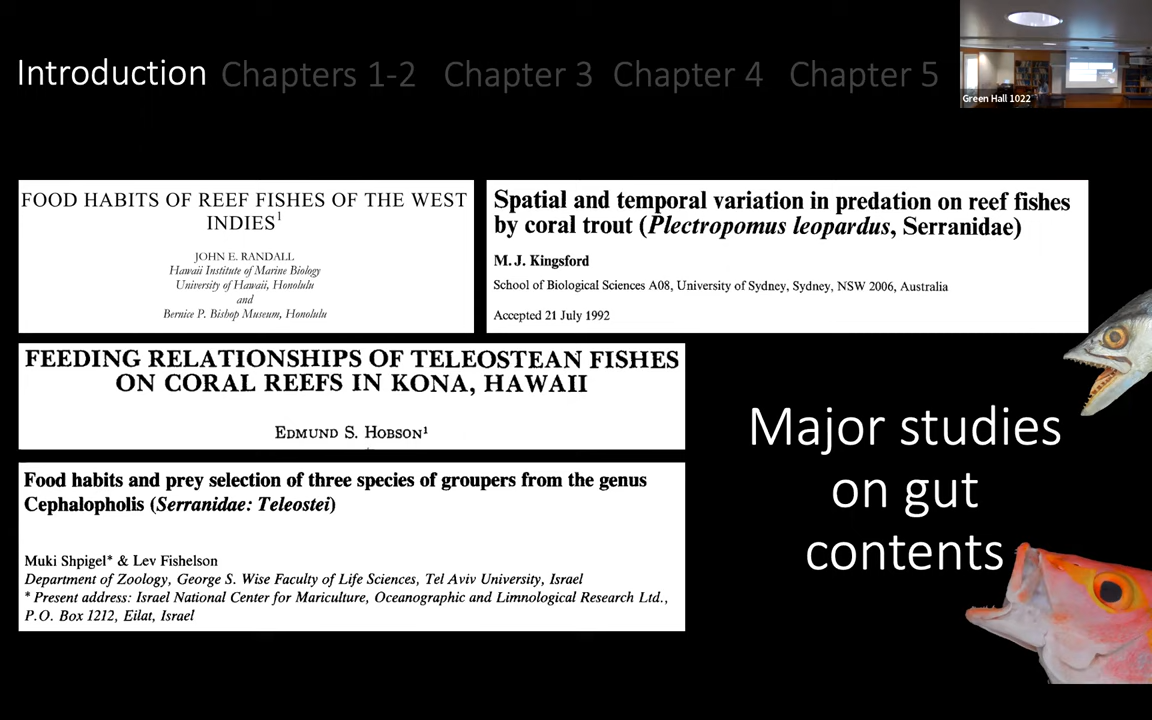 Introduction Chapters 1-2 Chapter 3 Chapter 4 Chapter 5
Green Hall 1022
FOOD HABITS OF REEF FISHES OF THE WEST
INDIES¹
JOHN E. RANDALL
Hawaii Institute of Marine Biology
University of Hawaii, Honolulu
and
Bernice P. Bishop Museum, Honolulu
Spatial and temporal variation in predation on reef fishes
by coral trout (Plectropomus leopardus, Serranidae)
M. J. Kingsford
School of Biological Sciences A08, University of Sydney, Sydney, NSW 2006, Australia
Accepted 21 July 1992
FEEDING RELATIONSHIPS OF TELEOSTEAN FISHES
ON CORAL REEFS IN KONA, HAWAII
EDMUND S. HOBSON¹
Food habits and prey selection of three species of groupers from the genus
Cephalopholis (Serranidae: Teleostei)
Muki Shpigel* & Lev Fishelson
Department of Zoology, George S. Wise Faculty of Life Sciences, Tel Aviv University, Israel
* Present address: Israel National Center for Mariculture, Oceanographic and Limnological Research Ltd.,
P.O. Box 1212, Eilat, Israel
Major studies
on gut
contents